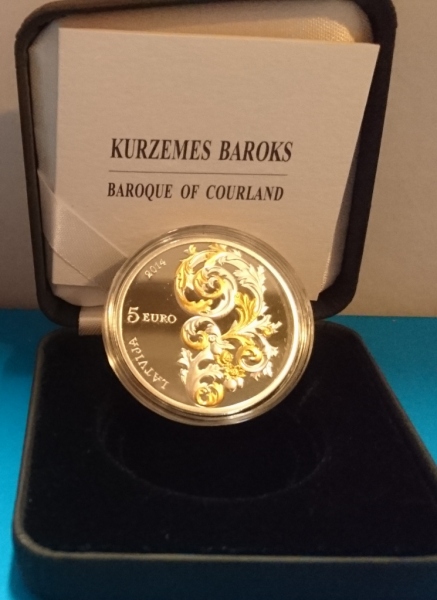 KURZEMES BAROKS
BAROQUE OF COURLAND
2014
5 EURO
LATVIJA